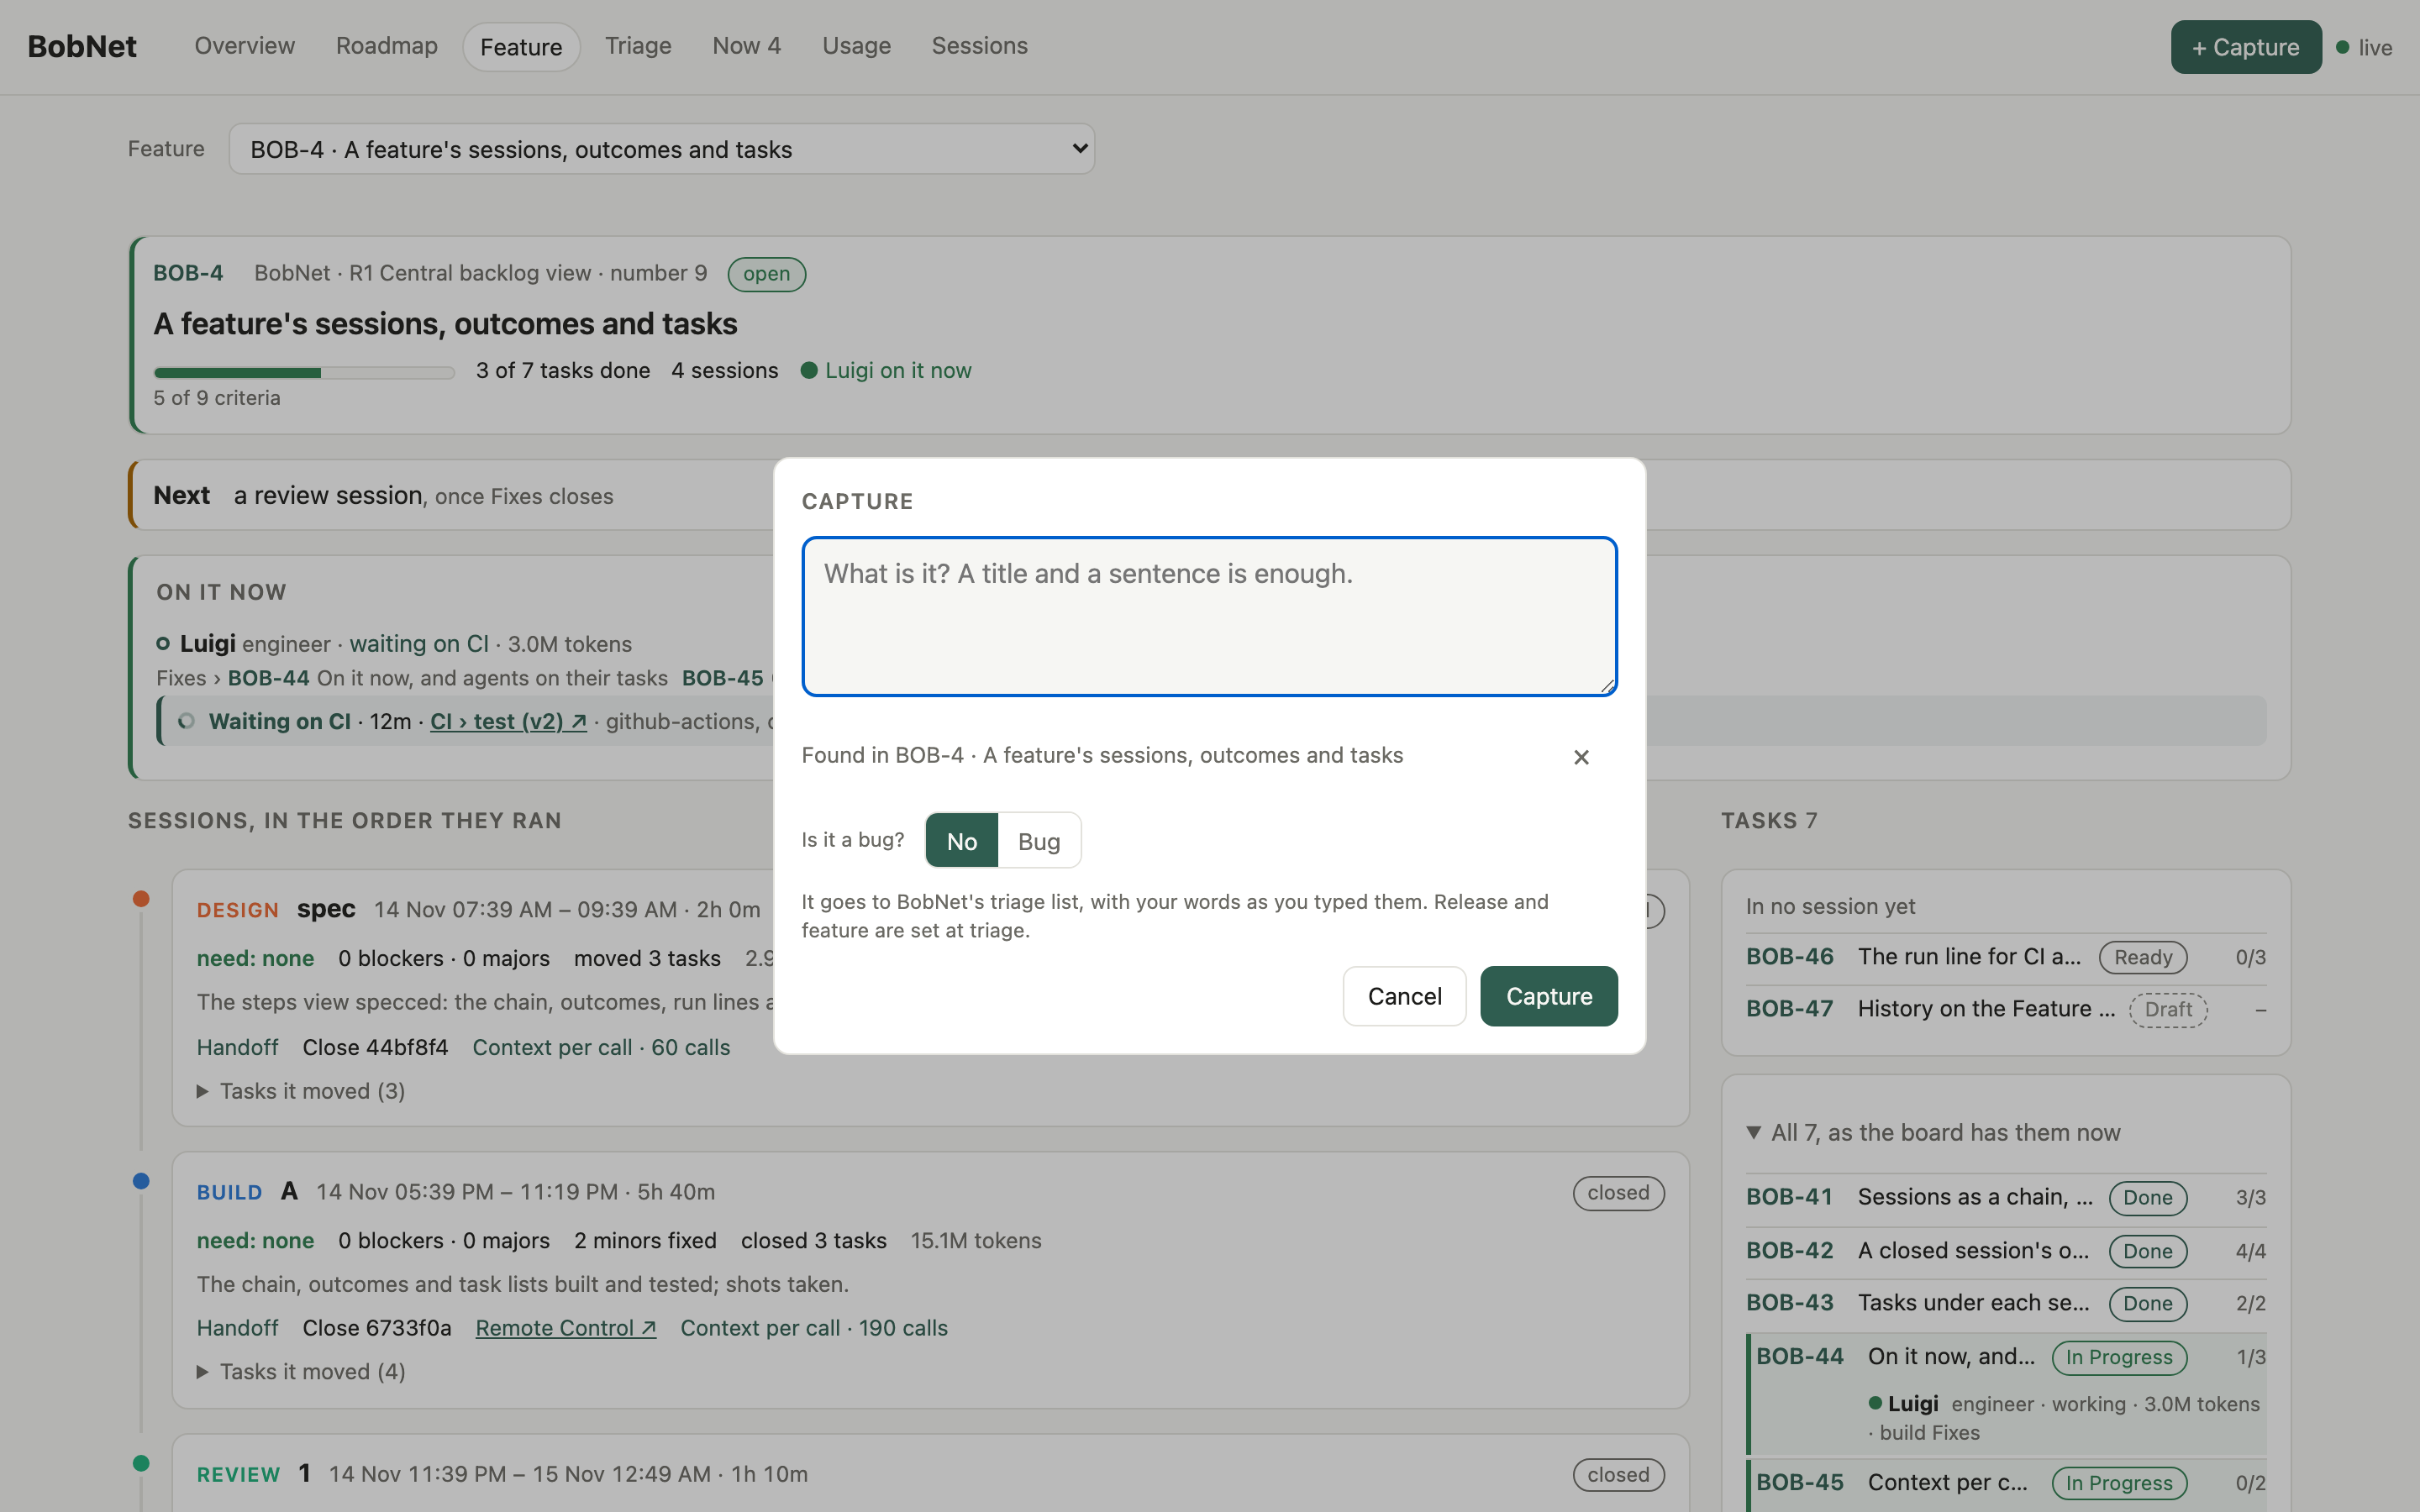 BobNet
Overview
Roadmap
Feature
Triage
Now 4
Usage
Sessions
+ Capture
live
Feature
BOB-4 · A feature's sessions, outcomes and tasks
BOB-4 BobNet · R1 Central backlog view · number 9 open
A feature's sessions, outcomes and tasks
3 of 7 tasks done 4 sessions Luigi on it now
5 of 9 criteria
Next a review session, once Fixes closes
ON IT NOW
Luigi engineer · waiting on CI · 3.0M tokens
Fixes › BOB-44 On it now, and agents on their tasks BOB-45
Waiting on CI · 12m · CI › test (v2) ↗ · github-actions,
CAPTURE
What is it? A title and a sentence is enough.
Found in BOB-4 · A feature's sessions, outcomes and tasks ×
Is it a bug? No Bug
It goes to BobNet's triage list, with your words as you typed them. Release and
feature are set at triage.
Cancel
Capture
SESSIONS, IN THE ORDER THEY RAN
DESIGN spec 14 Nov 07:39 AM – 09:39 AM · 2h 0m
need: none 0 blockers · 0 majors moved 3 tasks 2.9
The steps view specced: the chain, outcomes, run lines
Handoff Close 44bf8f4 Context per call · 60 calls
▶ Tasks it moved (3)
BUILD A 14 Nov 05:39 PM – 11:19 PM · 5h 40m closed
need: none 0 blockers · 0 majors 2 minors fixed closed 3 tasks 15.1M tokens
The chain, outcomes and task lists built and tested; shots taken.
Handoff Close 6733f0a Remote Control ↗ Context per call · 190 calls
▶ Tasks it moved (4)
REVIEW 1 14 Nov 11:39 PM – 15 Nov 12:49 AM · 1h 10m closed
TASKS 7
In no session yet
BOB-46 The run line for CI a... Ready 0/3
BOB-47 History on the Feature ... Draft –
▼ All 7, as the board has them now
BOB-41 Sessions as a chain, ... Done 3/3
BOB-42 A closed session's o... Done 4/4
BOB-43 Tasks under each se... Done 2/2
BOB-44 On it now, and... In Progress 1/3
Luigi engineer · working · 3.0M tokens
· build Fixes
BOB-45 Context per c... In Progress 0/2